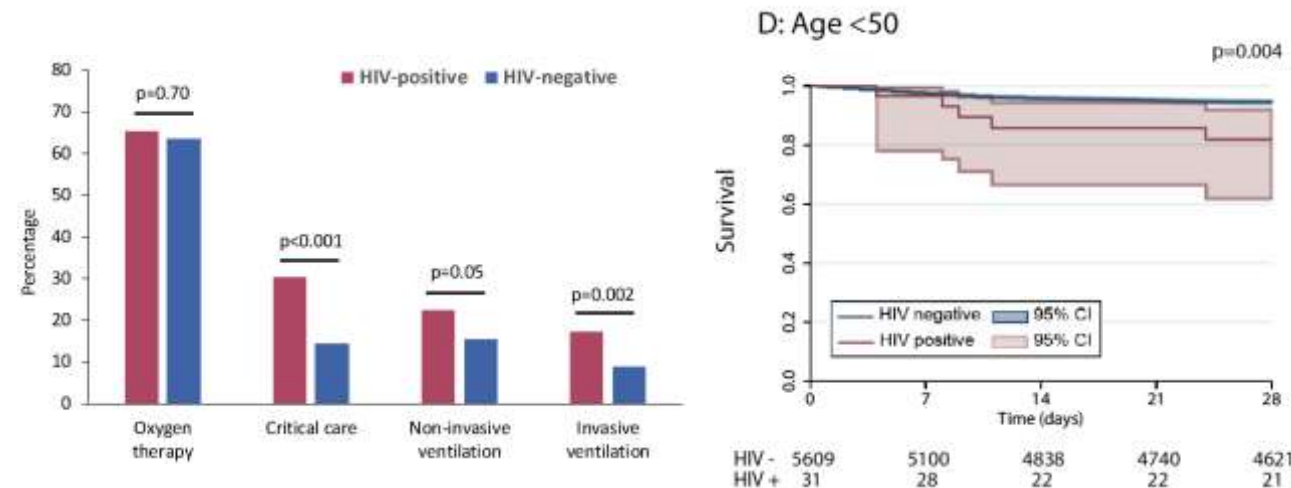 80
70
60
50
40
30
20
10
0
Percentage
HIV-positive HIV-negative
p=0.70
p<0.001
p=0.05
p=0.002
Oxygen
therapy
Critical care
Non-invasive
ventilation
Invasive
ventilation
D: Age <50
p=0.004
1.0
0.8
0.6
0.4
0.2
0.0
Survival
HIV negative 95% CI
HIV positive 95% CI
0 7 14 21 28
Time (days)
HIV - 5609 5100 4838 4740 4621
HIV + 31 28 22 22 21